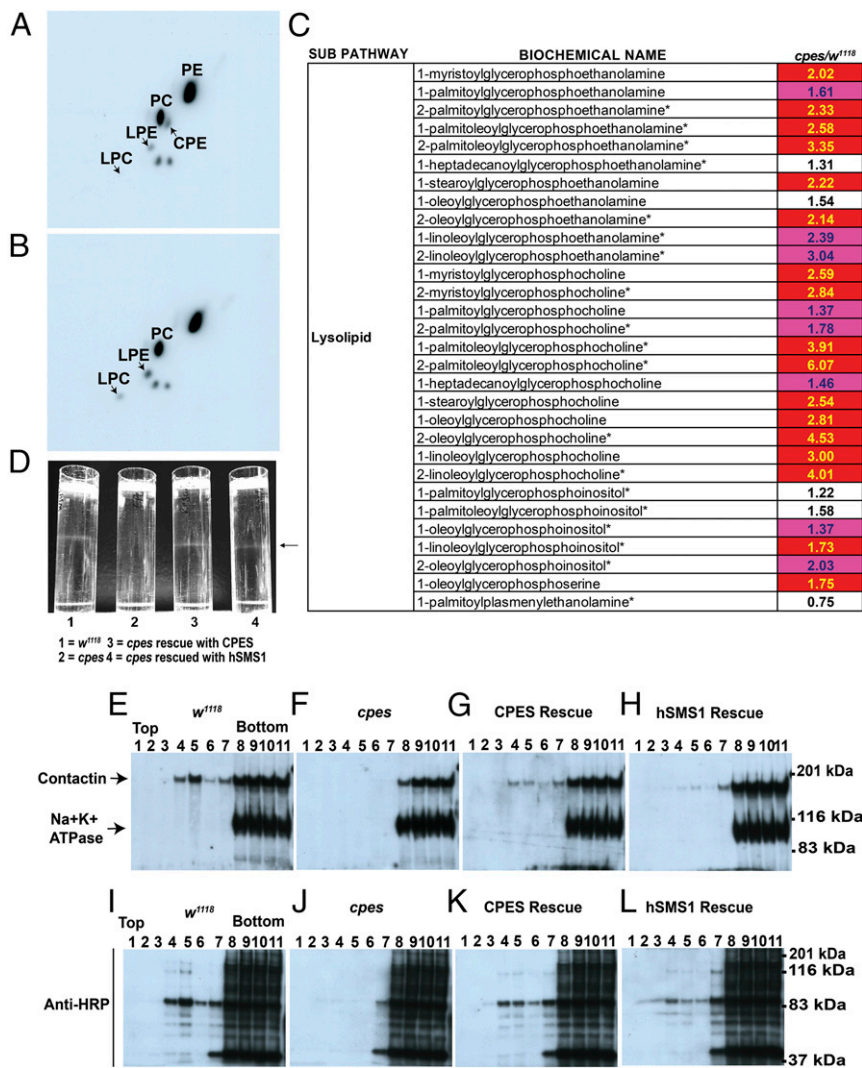 A
PE
PC
LPE
CPE
LPC
B
PC
LPE
LPC
C
SUB PATHWAY BIOCHEMICAL NAME cpes/w1118
Lysolipid
1-myristoylglycerophosphoethanolamine 2.02
1-palmitoylglycerophosphoethanolamine 1.61
2-palmitoylglycerophosphoethanolamine* 2.33
1-palmitoleoylglycerophosphoethanolamine* 2.58
2-palmitoleoylglycerophosphoethanolamine* 3.35
1-heptadecanoylglycerophosphoethanolamine* 1.31
1-stearoylglycerophosphoethanolamine 2.22
1-oleoylglycerophosphoethanolamine 1.54
2-oleoylglycerophosphoethanolamine* 2.14
1-linoleoylglycerophosphoethanolamine* 2.39
2-linoleoylglycerophosphoethanolamine* 3.04
1-myristoylglycerophosphocholine 2.59
2-myristoylglycerophosphocholine* 2.84
1-palmitoylglycerophosphocholine 1.37
2-palmitoylglycerophosphocholine* 1.78
1-palmitoleoylglycerophosphocholine* 3.91
2-palmitoleoylglycerophosphocholine* 6.07
1-heptadecanoylglycerophosphocholine 1.46
1-stearoylglycerophosphocholine 2.54
1-oleoylglycerophosphocholine 2.81
2-oleoylglycerophosphocholine* 4.53
1-linoleoylglycerophosphocholine 3.00
2-linoleoylglycerophosphocholine* 4.01
1-palmitoylglycerophosphoinositol* 1.22
1-palmitoleoylglycerophosphoinositol* 1.58
1-oleoylglycerophosphoinositol* 1.37
1-linoleoylglycerophosphoinositol* 1.73
2-oleoylglycerophosphoinositol* 2.03
1-oleoylglycerophosphoserine 1.75
1-palmitoylplasmenylethanolamine* 0.75
D
1 2 3 4
1 = w1118 3 = cpes rescue with CPES
2 = cpes 4 = cpes rescued with hSMS1
E w1118 F cpes G CPES Rescue H hSMS1 Rescue
Top Bottom
1 2 3 4 5 6 7 8 9 10 11 1 2 3 4 5 6 7 8 9 10 11 1 2 3 4 5 6 7 8 9 10 11 1 2 3 4 5 6 7 8 9 10 11
Contactin
201 kDa
Na+K+
ATPase
116 kDa
83 kDa
I w1118 J cpes K CPES Rescue L hSMS1 Rescue
Top Bottom
1 2 3 4 5 6 7 8 9 10 11 1 2 3 4 5 6 7 8 9 10 11 1 2 3 4 5 6 7 8 9 10 11 1 2 3 4 5 6 7 8 9 10 11
201 kDa
116 kDa
Anti-HRP
83 kDa
37 kDa